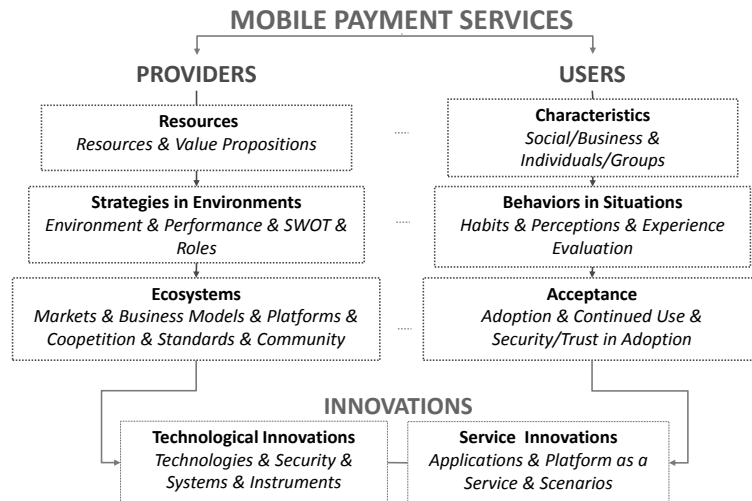 MOBILE PAYMENT SERVICES
PROVIDERS
USERS
Resources
Resources & Value Propositions
Characteristics
Social/Business &
Individuals/Groups
Strategies in Environments
Environment & Performance & SWOT &
Roles
Behaviors in Situations
Habits & Perceptions & Experience
Evaluation
Ecosystems
Markets & Business Models & Platforms &
Coopetition & Standards & Community
Acceptance
Adoption & Continued Use &
Security/Trust in Adoption
INNOVATIONS
Technological Innovations
Technologies & Security &
Systems & Instruments
Service Innovations
Applications & Platform as a
Service & Scenarios